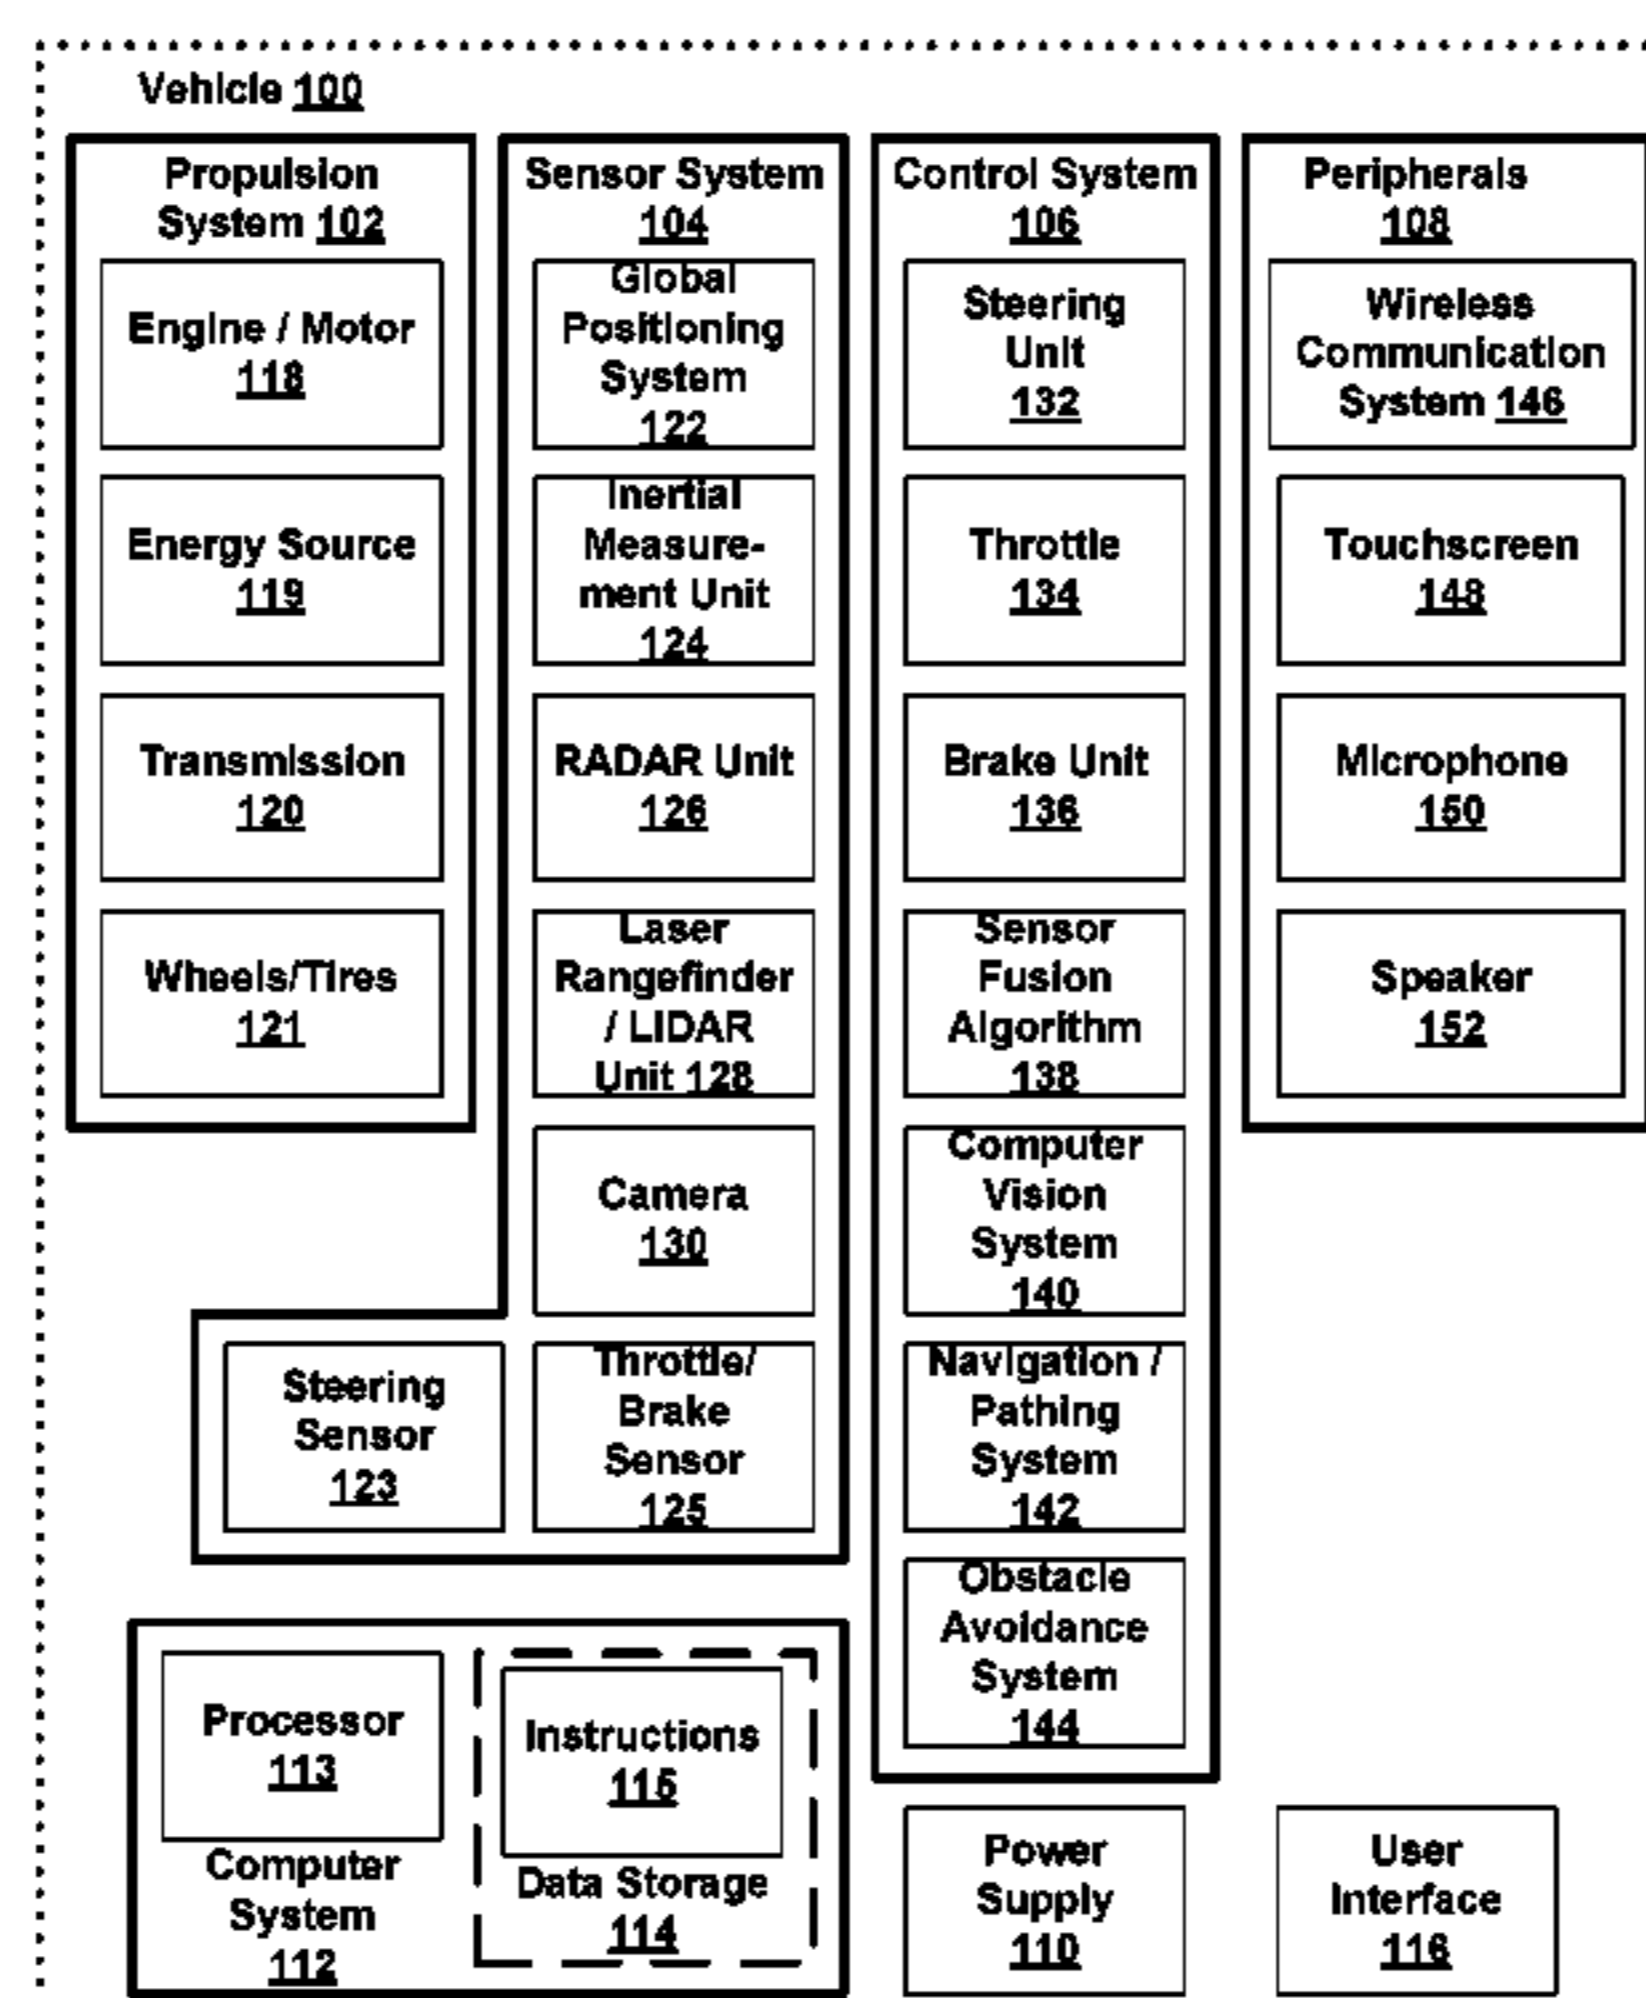 Vehicle 100
Propulsion
System 102
Engine / Motor
118
Energy Source
119
Transmission
120
Wheels/Tires
121
Sensor System
104
Global
Positioning
System
122
Inertial
Measure-
ment Unit
124
RADAR Unit
126
Laser
Rangefinder
/ LIDAR
Unit 128
Camera
130
Steering
Sensor
123
Throttle/
Brake
Sensor
125
Control System
106
Steering
Unit
132
Throttle
134
Brake Unit
136
Sensor
Fusion
Algorithm
138
Computer
Vision
System
140
Navigation /
Pathing
System
142
Obstacle
Avoidance
System
144
Peripherals
108
Wireless
Communication
System 146
Touchscreen
148
Microphone
150
Speaker
152
Processor
113
Computer
System
112
Instructions
115
Data Storage
114
Power
Supply
110
User
Interface
116